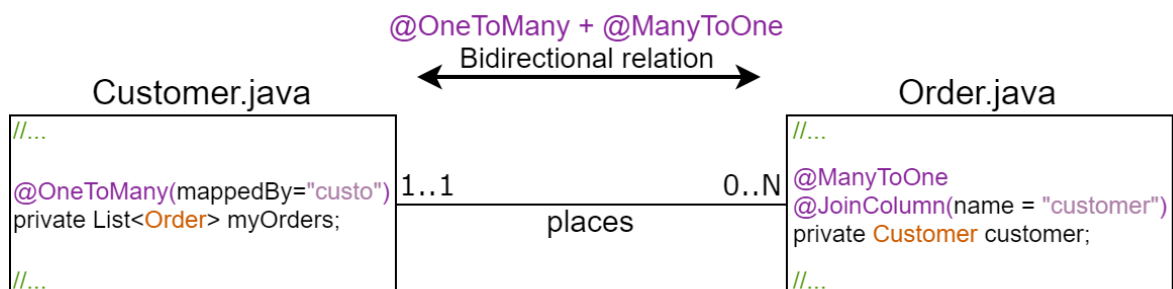 @OneToMany + @ManyToOne
Bidirectional relation
Customer.java
Order.java
//...
@OneToMany(mappedBy="custo")
private List<Order> myOrders;
//...
1..1
0..N
places
//...
@ManyToOne
@JoinColumn(name = "customer")
private Customer customer;
//...